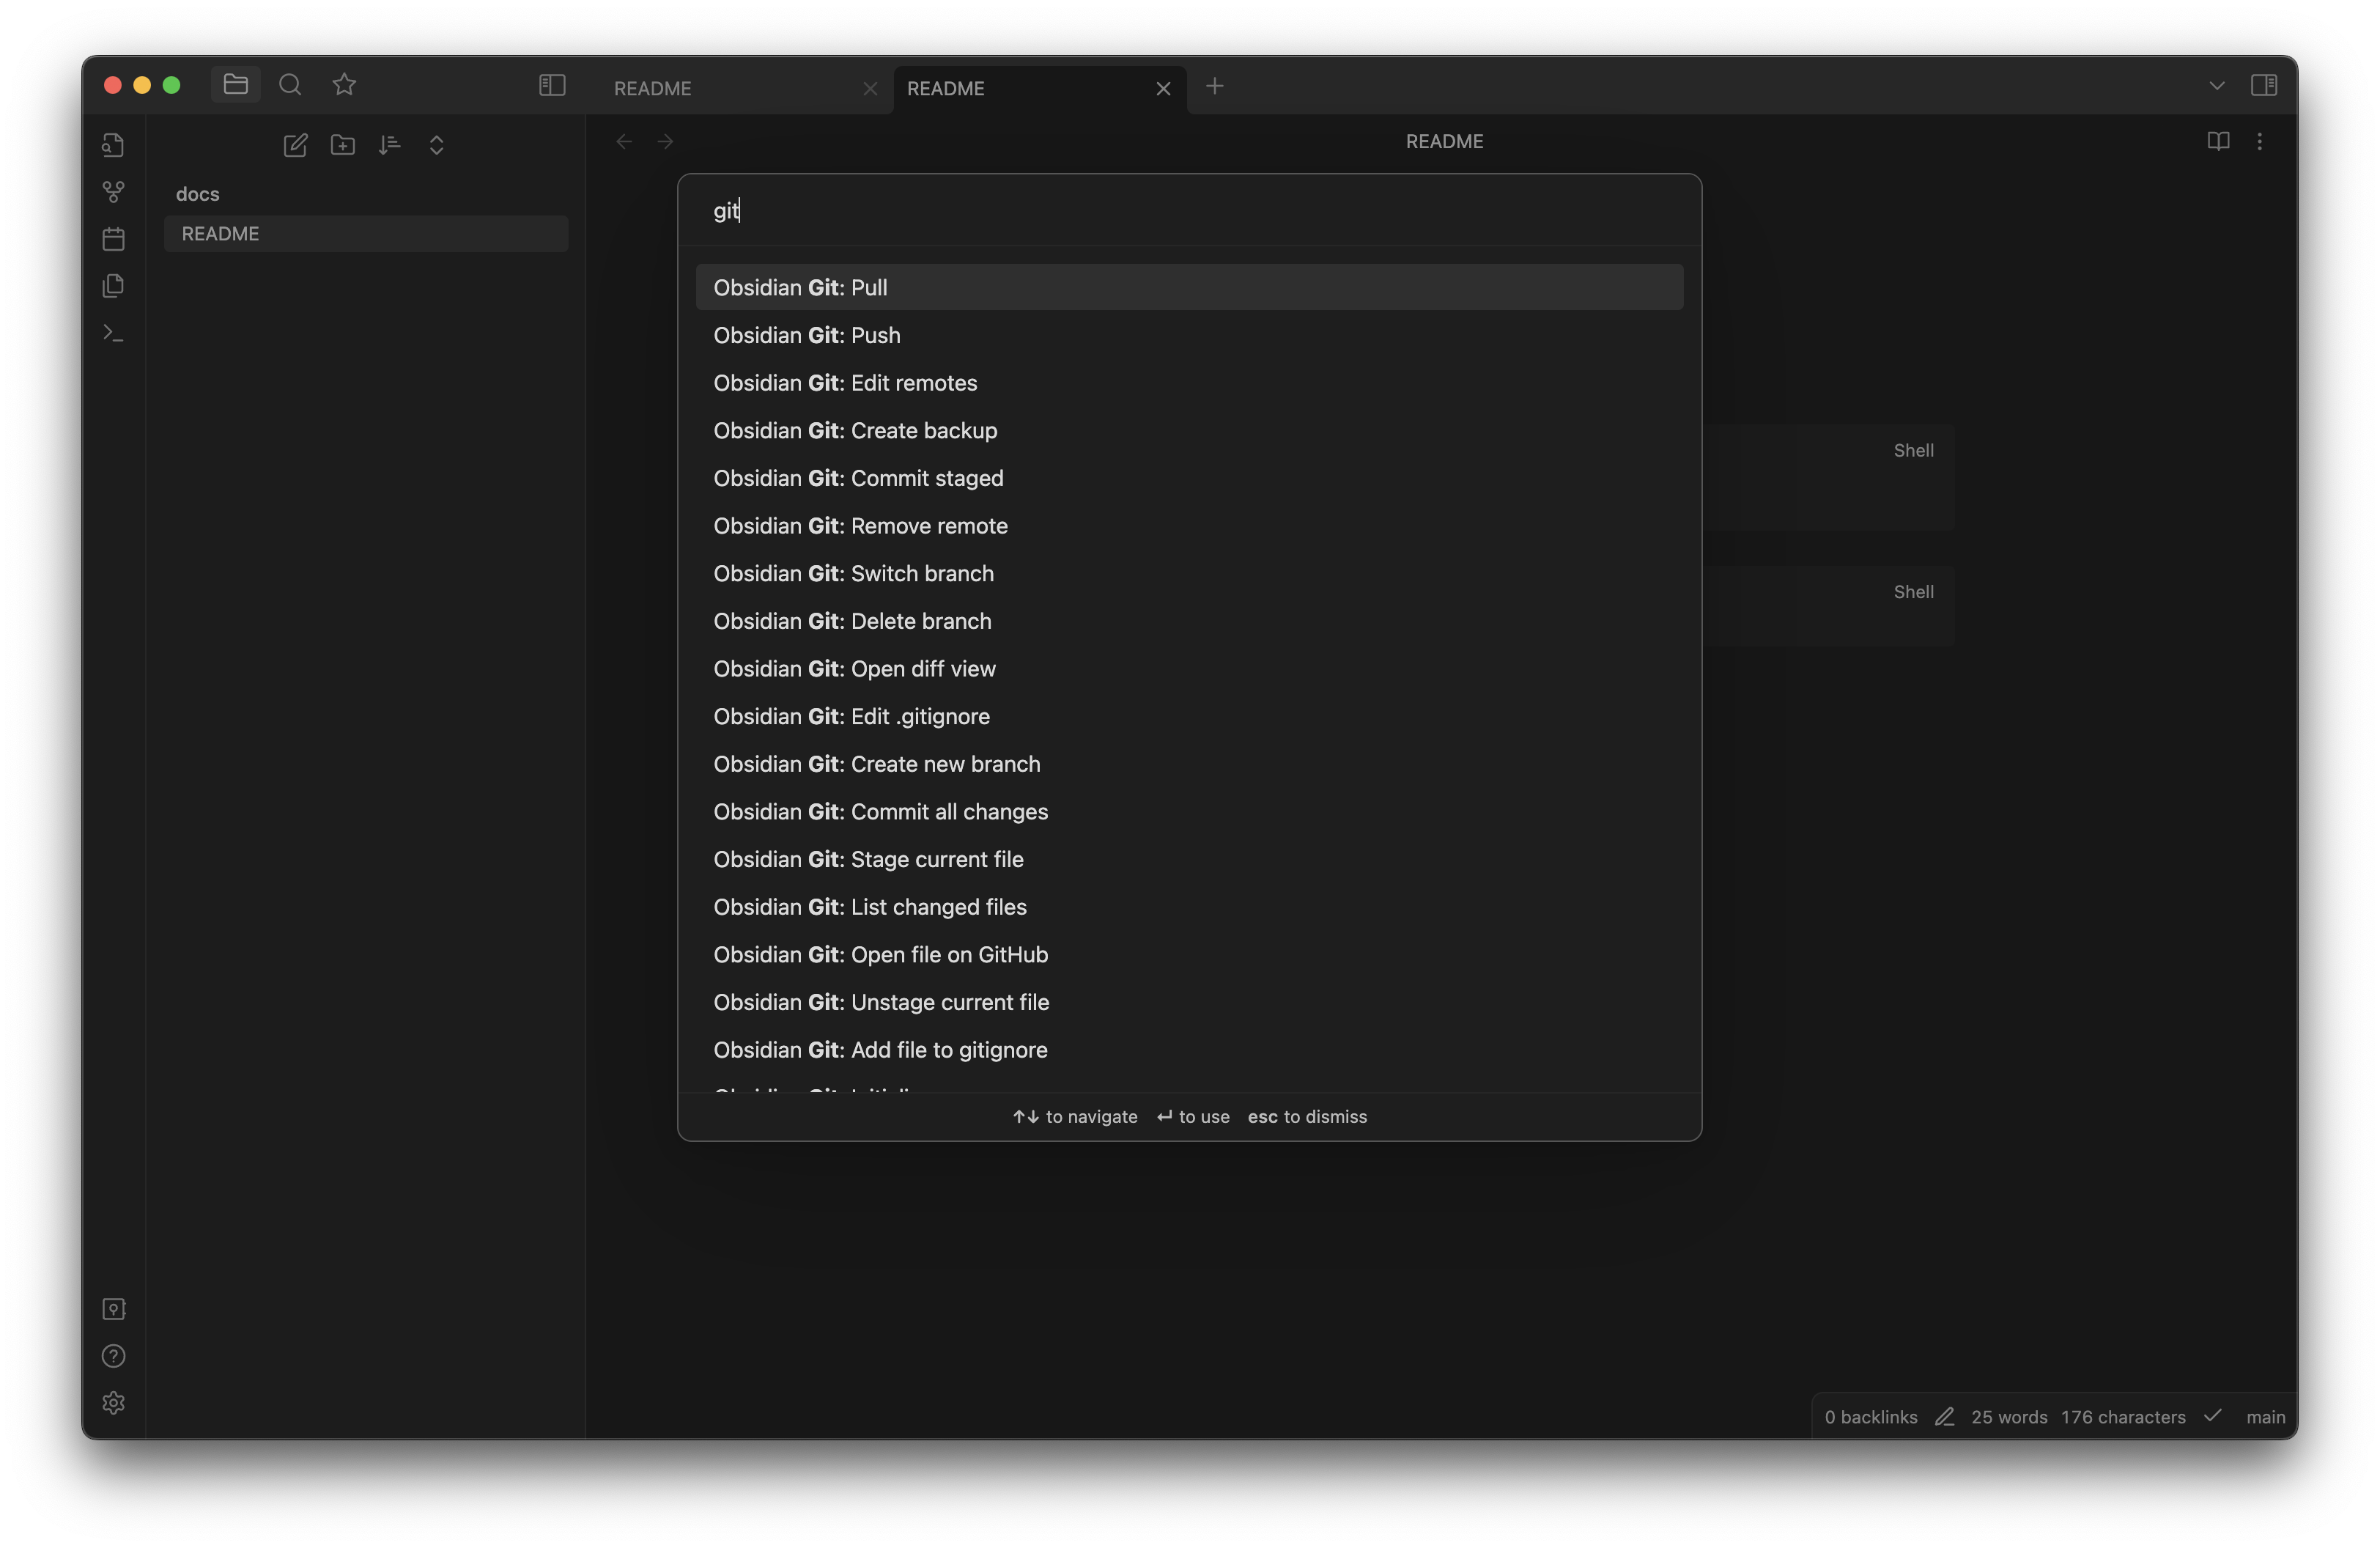 README
README
README
docs
README
git
Obsidian Git: Pull
Obsidian Git: Push
Obsidian Git: Edit remotes
Obsidian Git: Create backup
Obsidian Git: Commit staged
Shell
Obsidian Git: Remove remote
Obsidian Git: Switch branch
Shell
Obsidian Git: Delete branch
Obsidian Git: Open diff view
Obsidian Git: Edit .gitignore
Obsidian Git: Create new branch
Obsidian Git: Commit all changes
Obsidian Git: Stage current file
Obsidian Git: List changed files
Obsidian Git: Open file on GitHub
Obsidian Git: Unstage current file
Obsidian Git: Add file to gitignore
↑↓ to navigate ↵ to use esc to dismiss
0 backlinks 25 words 176 characters main